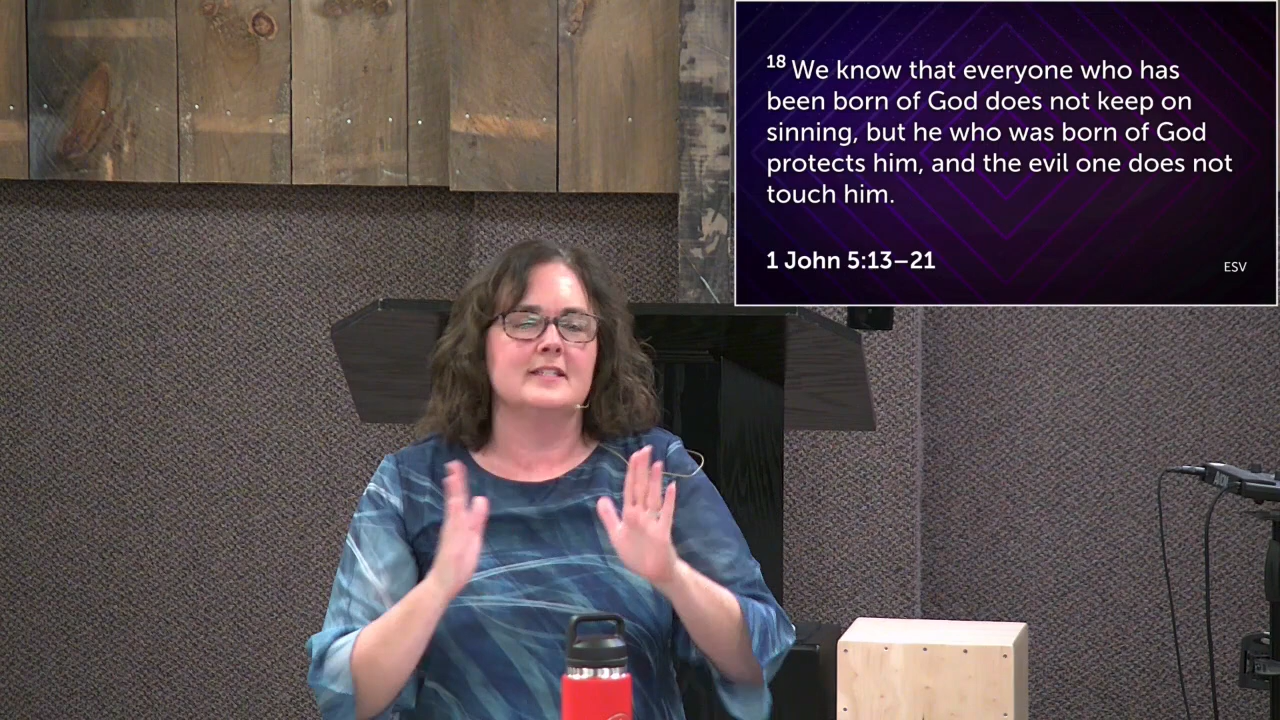 18 We know that everyone who has
been born of God does not keep on
sinning, but he who was born of God
protects him, and the evil one does not
touch him.
1 John 5:13–21
ESV